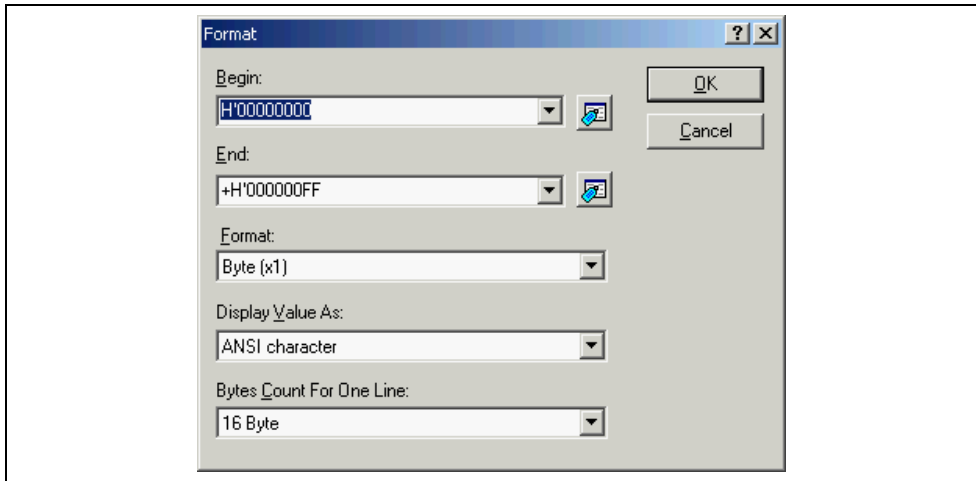 Format
Begin:
H'00000000
OK
Cancel
End:
+H'000000FF
Format:
Byte (x1)
Display Value As:
ANSI character
Bytes Count For One Line:
16 Byte